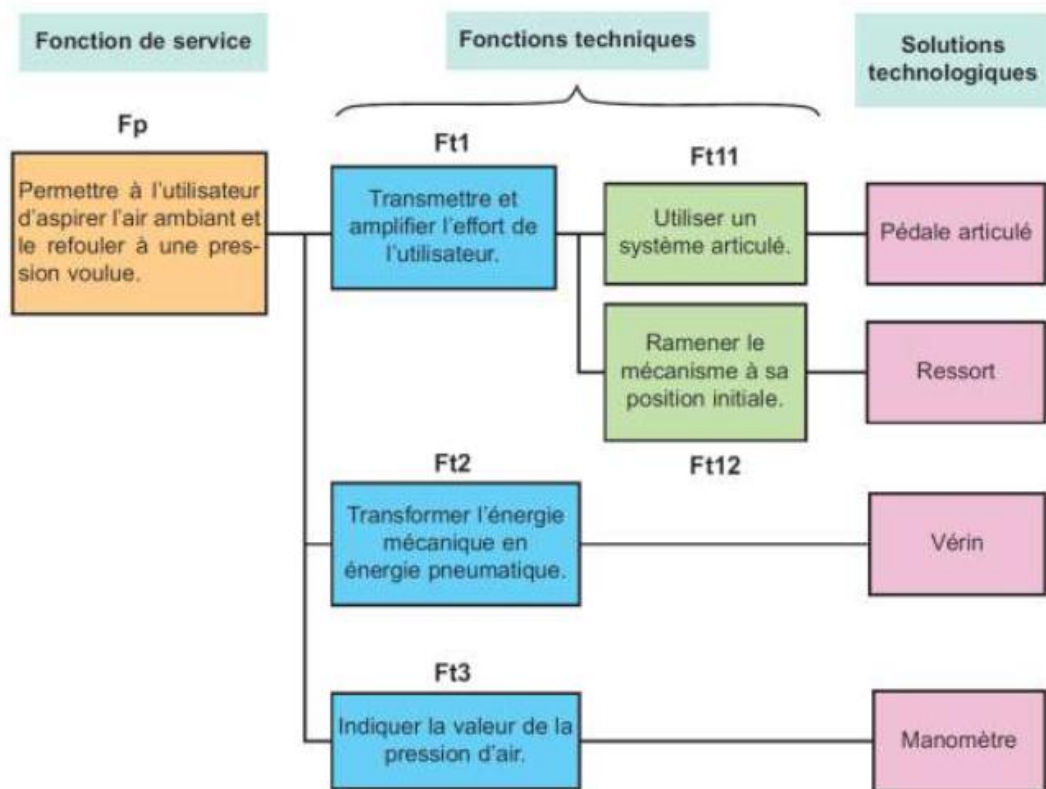 Fonction de service
Fonctions techniques
Solutions
technologiques
Fp
Permettre à l'utilisateur
d'aspirer l'air ambiant et
le refouler à une pres-
sion voulue.
Ft1
Transmettre et
amplifier l'effort de
l'utilisateur.
Ft11
Utiliser un
système articulé.
Pédale articulé
Ramener le
mécanisme à sa
position initiale.
Ft12
Ressort
Ft2
Transformer l'énergie
mécanique en
énergie pneumatique.
Vérin
Ft3
Indiquer la valeur de la
pression d'air.
Manomètre